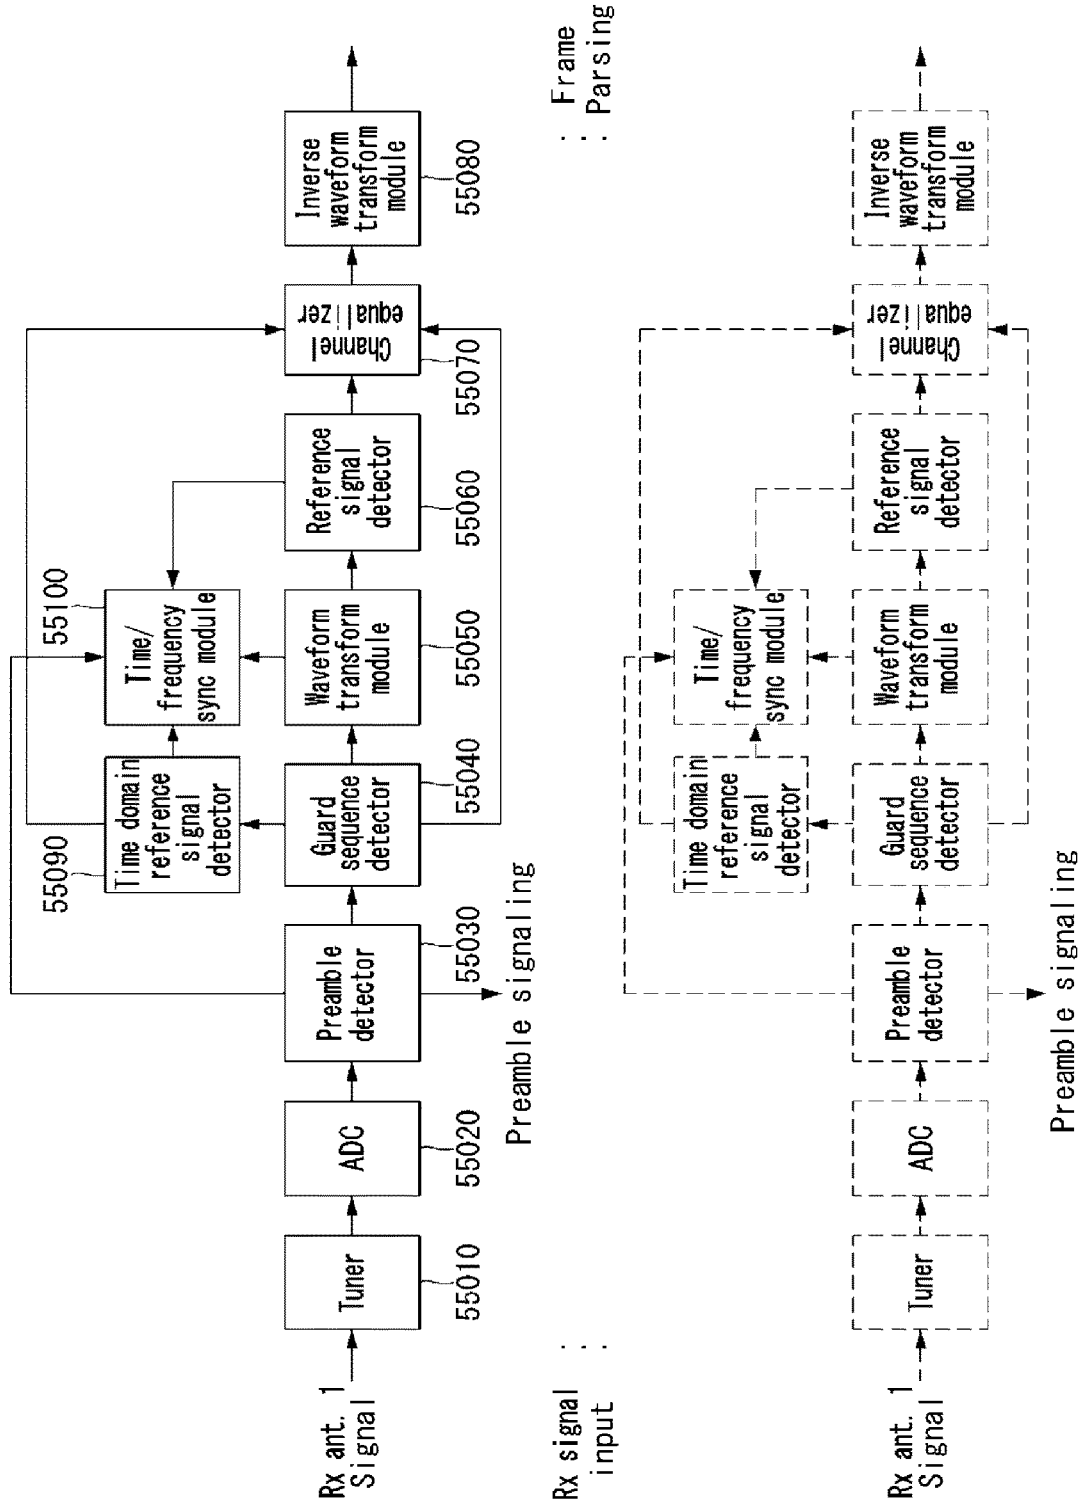 Rx ant. 1
Signal
Tuner
55010
ADC
55020
Preamble
detector
55030
Preamble signaling
Guard
sequence
detector
55040
Time domain
reference
signal
detector
55090
Time/
frequency
sync module
55100
Waveform
transform
module
55050
Reference
signal
detector
55060
Channel
equalizer
55070
Inverse
waveform
transform
module
55080
Rx signal
input
Frame
Parsing
Rx ant. 1
Signal
Tuner
ADC
Preamble
detector
Preamble signaling
Guard
sequence
detector
Time domain
reference
signal
detector
Time/
frequency
sync module
Waveform
transform
module
Reference
signal
detector
Channel
equalizer
Inverse
waveform
transform
module